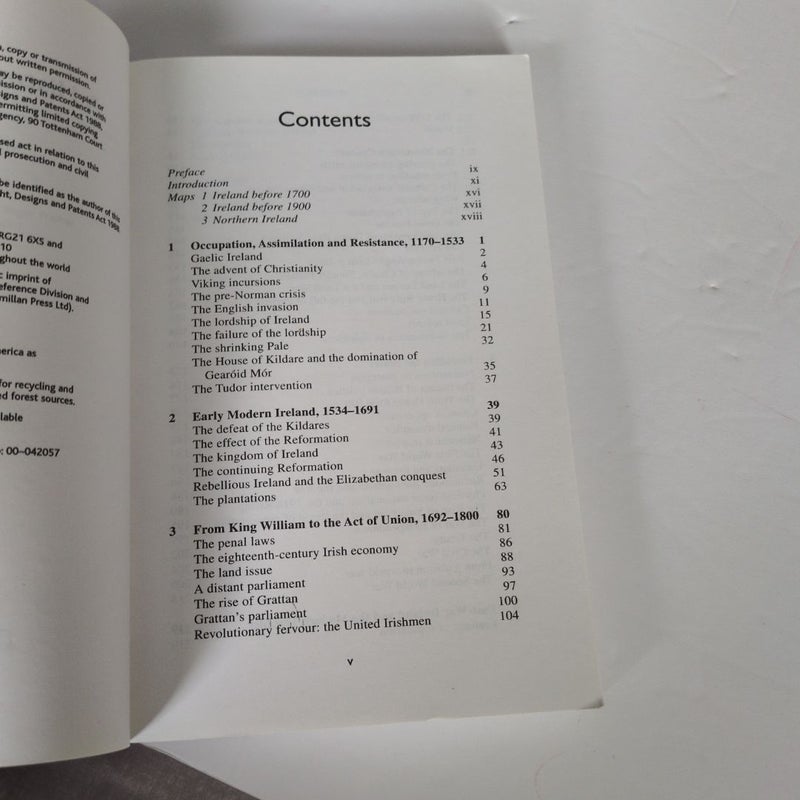 , copy or transmission of
out written permission.
ay be reproduced, copied or
ission or in accordance with
igns and Patents Act 1988,
ermitting limited copying
gency, 90 Tottenham Court
sed act in relation to this
l prosecution and civil
be identified as the author of this
ht, Designs and Patents Act 1988.
RG21 6XS and
10
ghout the world
c imprint of
eference Division and
millan Press Ltd).
merica as
for recycling and
ed forest sources.
ilable
: 00–042057
Contents
Preface ix
Introduction xi
Maps 1 Ireland before 1700 xvi
2 Ireland before 1900 xvii
3 Northern Ireland xviii
1 Occupation, Assimilation and Resistance, 1170–1533 1
Gaelic Ireland 2
The advent of Christianity 4
Viking incursions 6
The pre-Norman crisis 9
The English invasion 11
The lordship of Ireland 15
The failure of the lordship 21
The shrinking Pale 32
The House of Kildare and the domination of
Gearóid Mór 35
The Tudor intervention 37
2 Early Modern Ireland, 1534–1691 39
The defeat of the Kildares 39
The effect of the Reformation 41
The kingdom of Ireland 43
The continuing Reformation 46
Rebellious Ireland and the Elizabethan conquest 51
The plantations 63
3 From King William to the Act of Union, 1692–1800 80
The penal laws 81
The eighteenth-century Irish economy 86
The land issue 88
A distant parliament 93
The rise of Grattan 97
Grattan's parliament 100
Revolutionary fervour: the United Irishmen 104
v